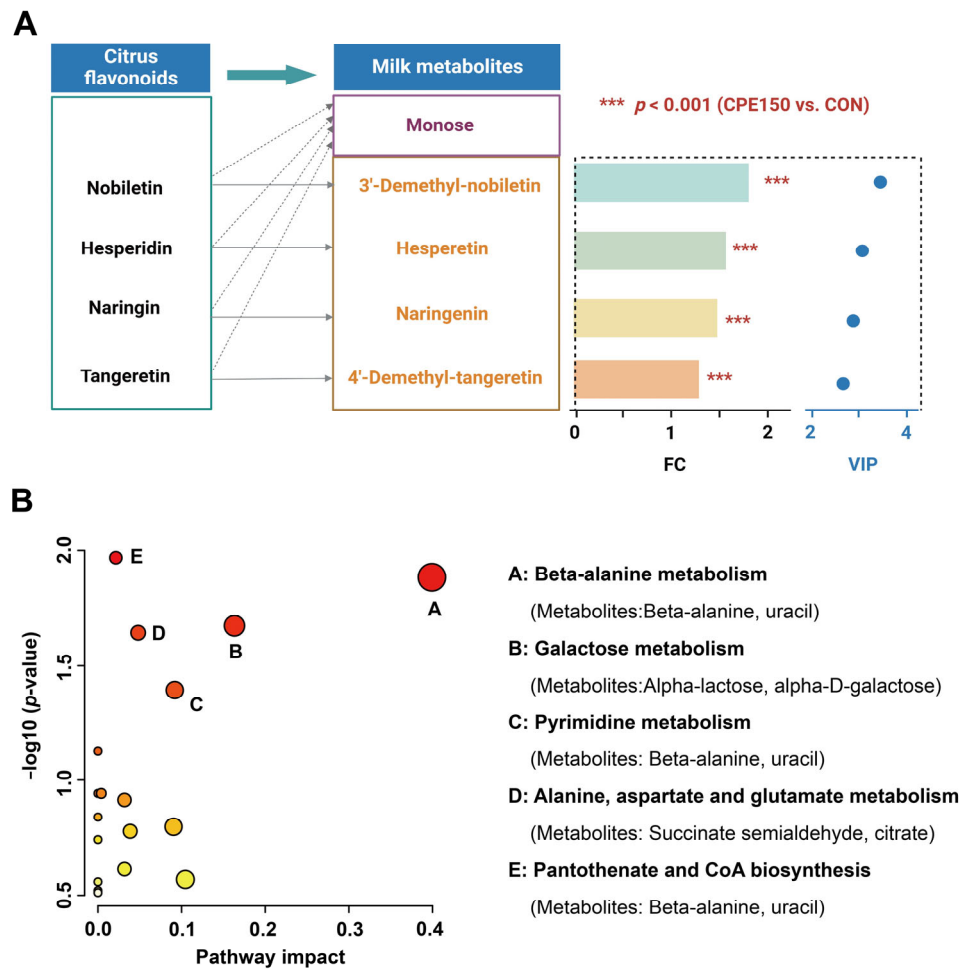 A
Citrus
flavonoids
Milk metabolites
*** p < 0.001 (CPE150 vs. CON)
Monose
Nobiletin
3'-Demethyl-nobiletin
***
Hesperidin
Hesperetin
***
Naringin
Naringenin
***
Tangeretin
4'-Demethyl-tangeretin
***
0 1 2
2 4
FC
VIP
B
2.0
1.5
1.0
0.5
-log10 (p-value)
E
A
D
B
C
0.0 0.1 0.2 0.3 0.4
Pathway impact
A: Beta-alanine metabolism
(Metabolites:Beta-alanine, uracil)
B: Galactose metabolism
(Metabolites:Alpha-lactose, alpha-D-galactose)
C: Pyrimidine metabolism
(Metabolites: Beta-alanine, uracil)
D: Alanine, aspartate and glutamate metabolism
(Metabolites: Succinate semialdehyde, citrate)
E: Pantothenate and CoA biosynthesis
(Metabolites: Beta-alanine, uracil)